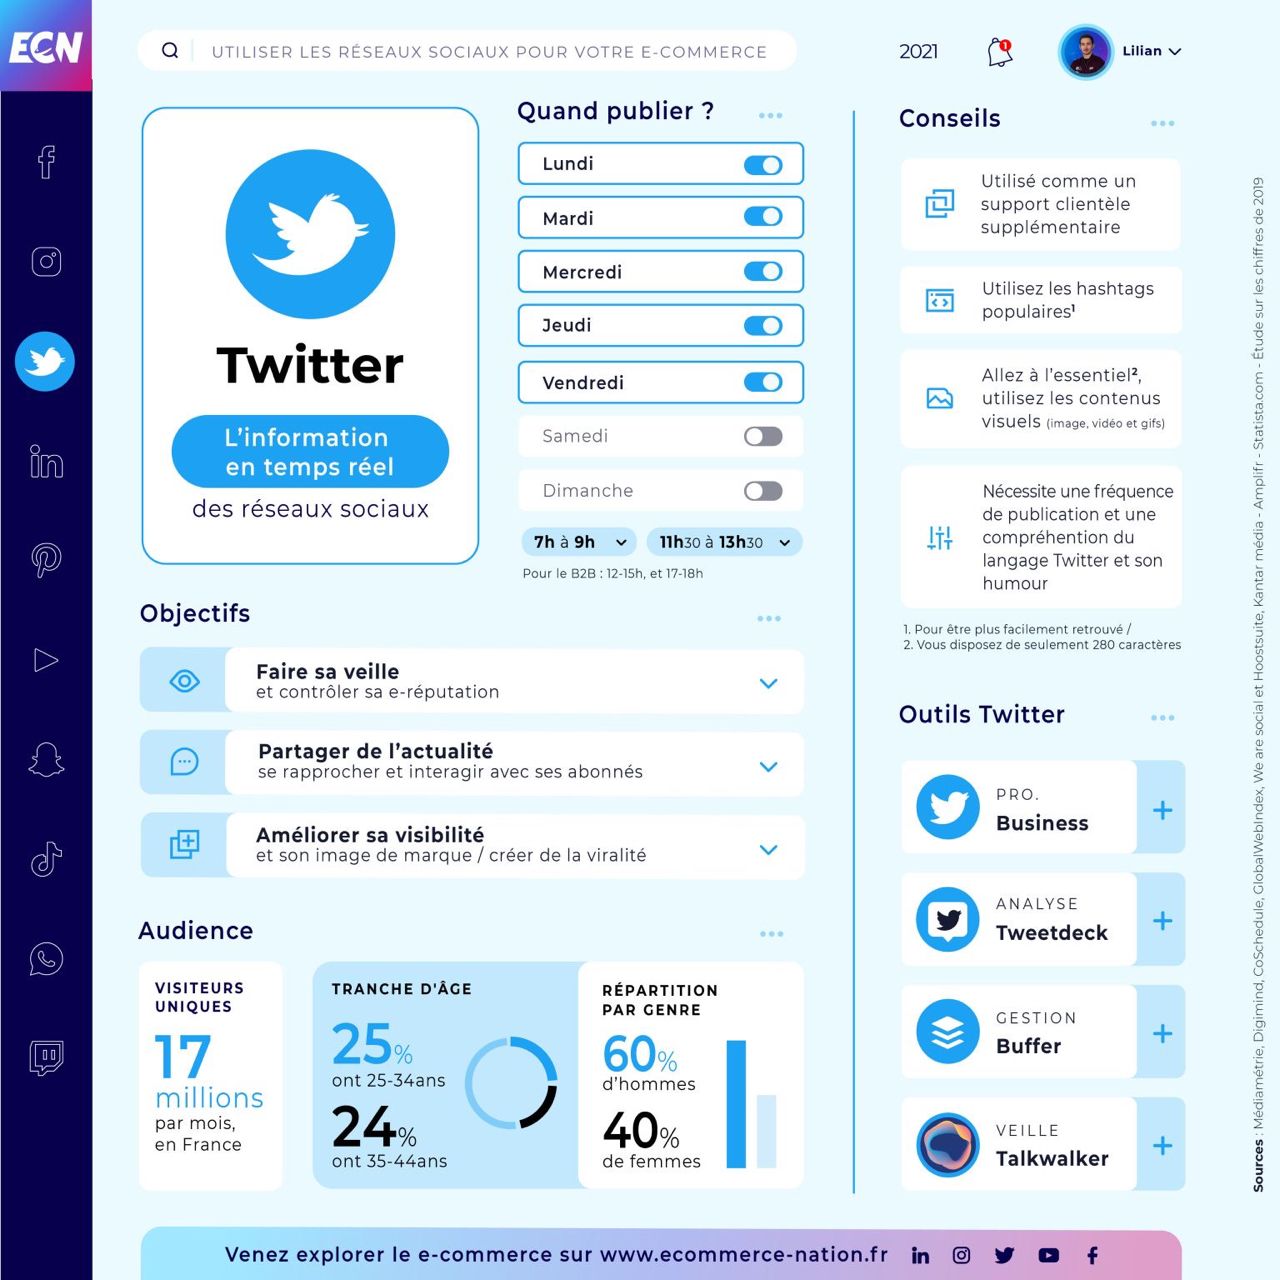 ECN
UTILISER LES RÉSEAUX SOCIAUX POUR VOTRE E-COMMERCE
2021
1
Lilian
Twitter
L'information
en temps réel
des réseaux sociaux
Quand publier ?
Lundi
Mardi
Mercredi
Jeudi
Vendredi
Samedi
Dimanche
7h à 9h
11h30 à 13h30
Pour le B2B : 12-15h, et 17-18h
Objectifs
Faire sa veille
et contrôler sa e-réputation
Partager de l'actualité
se rapprocher et interagir avec ses abonnés
Améliorer sa visibilité
et son image de marque / créer de la viralité
Audience
VISITEURS
UNIQUES
17
millions
par mois,
en France
TRANCHE D'ÂGE
25%
ont 25-34ans
24%
ont 35-44ans
RÉPARTITION
PAR GENRE
60%
d'hommes
40%
de femmes
Conseils
Utilisé comme un
support clientèle
supplémentaire
Utilisez les hashtags
populaires¹
Allez à l'essentiel²,
utilisez les contenus
visuels (image, vidéo et gifs)
Nécessite une fréquence
de publication et une
compréhention du
langage Twitter et son
humour
1. Pour être plus facilement retrouvé /
2. Vous disposez de seulement 280 caractères
Outils Twitter
PRO.
Business
ANALYSE
Tweetdeck
GESTION
Buffer
VEILLE
Talkwalker
Sources : Médiamétrie, Digimind, CoSchedule, GlobalWebIndex, We are social et Hoostsuite, Kantar média - Amplifr - Statista.com - Étude sur les chiffres de 2019
Venez explorer le e-commerce sur www.ecommerce-nation.fr